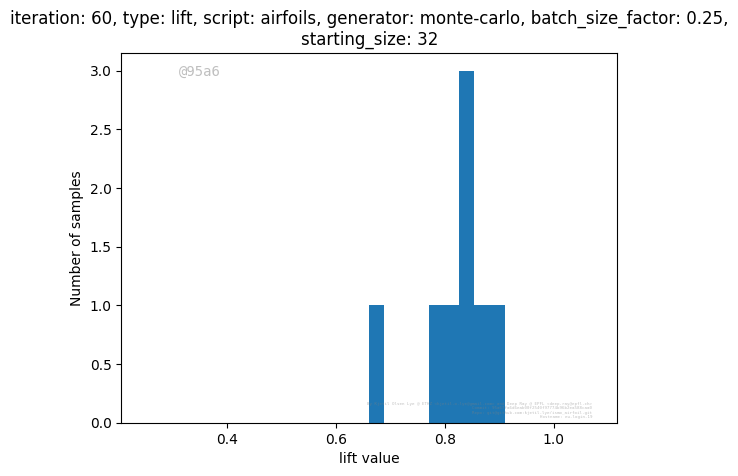 iteration: 60, type: lift, script: airfoils, generator: monte-carlo, batch_size_factor: 0.25,
starting_size: 32
@95a6
3.0
2.5
2.0
1.5
1.0
0.5
0.0
Number of samples
0.4
0.6
0.8
1.0
lift value